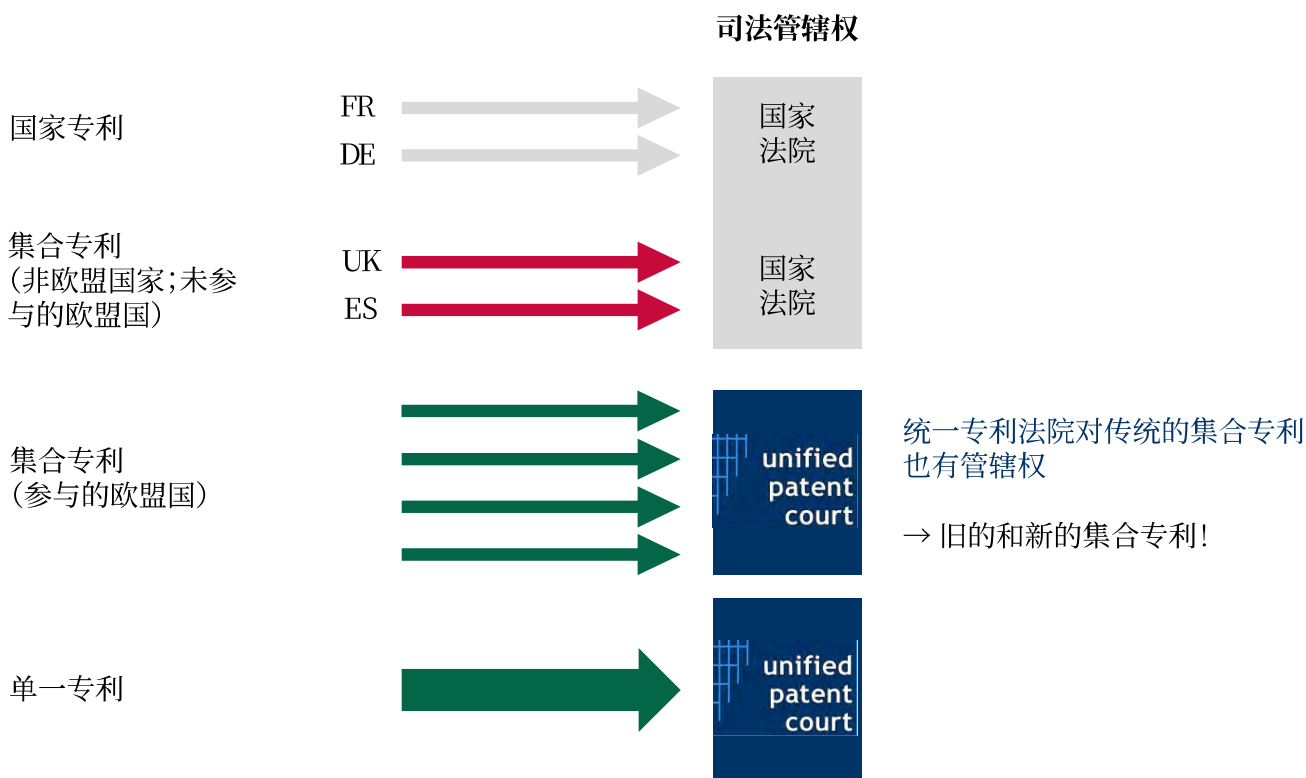 司法管辖权
国家专利
FR
DE
国家
法院
集合专利
（非欧盟国家；未参
与的欧盟国）
UK
ES
国家
法院
集合专利
（参与的欧盟国）
unified
patent
court
统一专利法院对传统的集合专利
也有管辖权
→ 旧的和新的集合专利！
单一专利
unified
patent
court